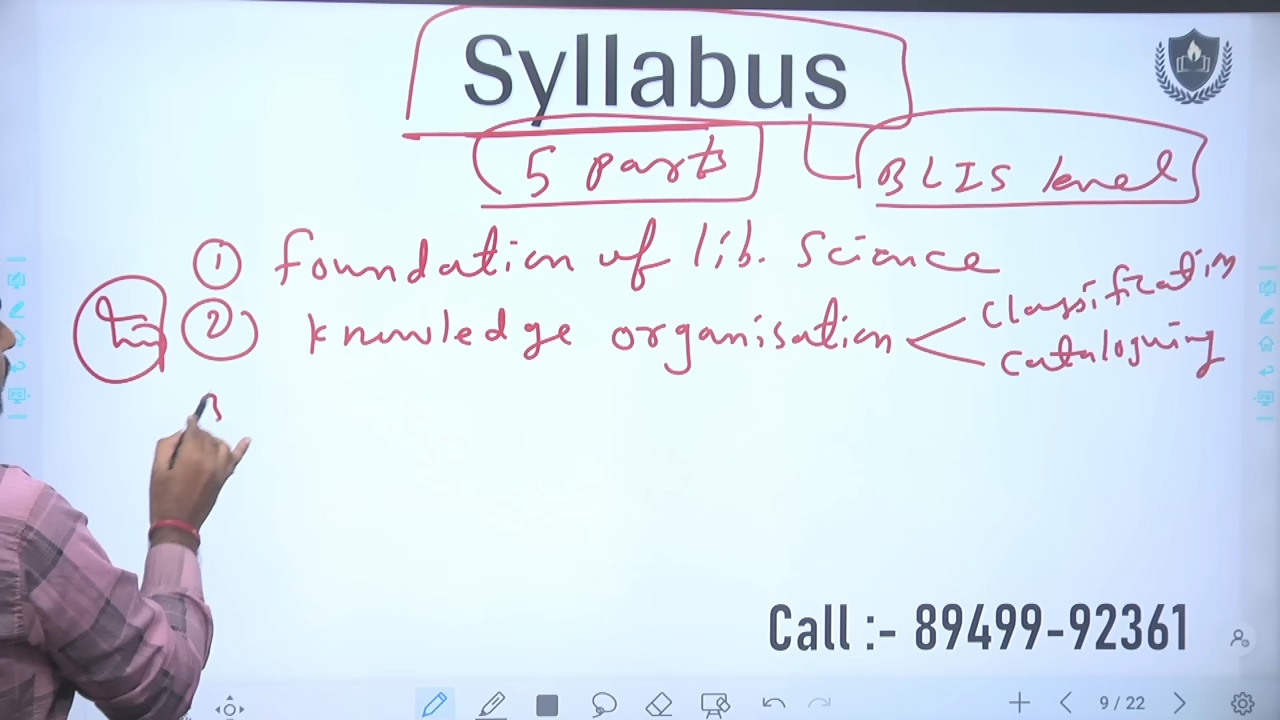 Syllabus
5 parts BLIS level
1 foundation of lib. Science
2 knowledge organisation < Classification
Cataloguing
3
Call :- 89499-92361
9 / 22